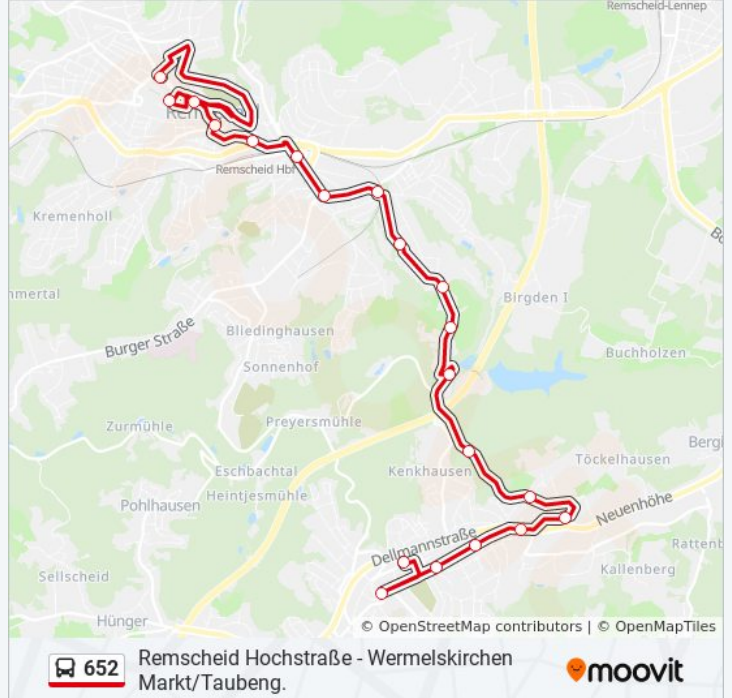 Remscheid-Lennep
Rem
Remscheid Hbf
Kremenholl
mmertal
Birgden I
Burger Straße
Bliedinghausen
Buchholzen
Sonnenhof
Zurmühle
Preyersmühle
Bergi
Töckelhausen
Eschbachtal
Kenkhausen
Heintjesmühle
Pohlhausen
Neuenhöhe
Dellmannstraße
Rattenb
Sellscheid
Kallenberg
Hünger
© OpenStreetMap contributors | © OpenMapTiles
652
Remscheid Hochstraße - Wermelskirchen
Markt/Taubeng.
moovit